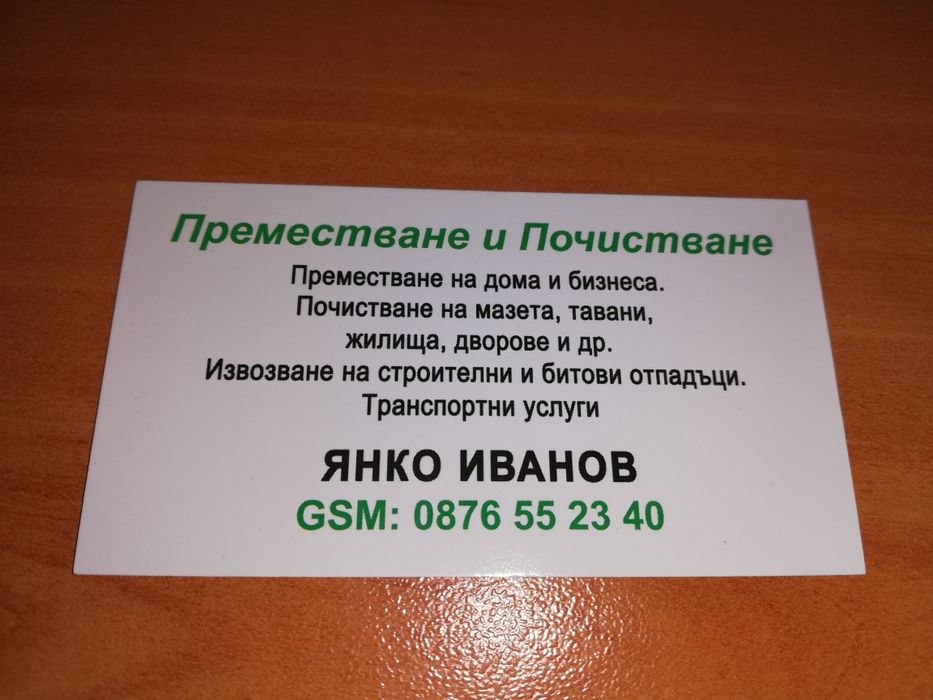 Преместване и Почистване
Преместване на дома и бизнеса.
Почистване на мазета, тавани,
жилища, дворове и др.
Извозване на строителни и битови отпадъци.
Транспортни услуги
ЯНКО ИВАНОВ
GSM: 0876 55 23 40